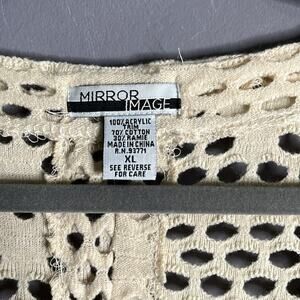 MIRROR
IMAGE
100% ACRYLIC
TRIM
70% COTTON
30% RAMIE
MADE IN CHINA
R.N. 93771
XL
SEE REVERSE
FOR CARE